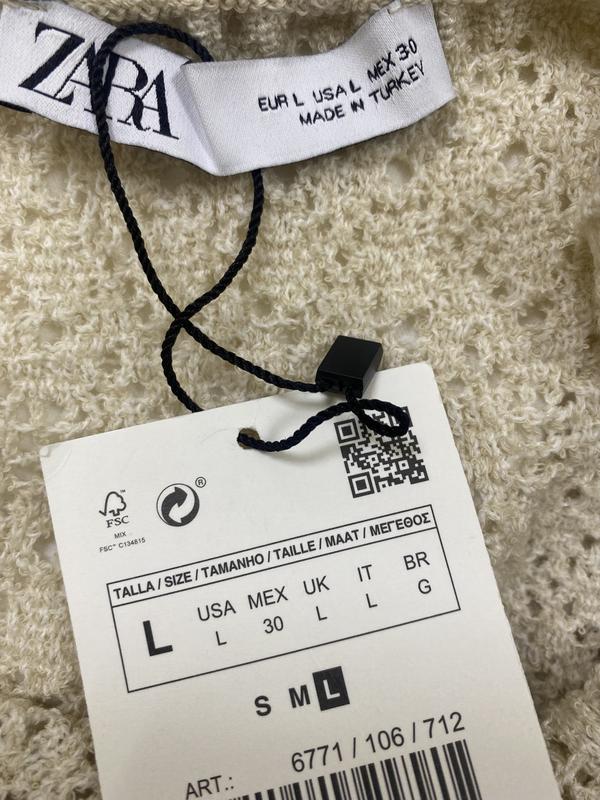 ZARA
EUR L USA L MEX 30
MADE IN TURKEY
FSC
MIX
FSC™ C134815
®
TALLA / SIZE / TAMANHO / TAILLE / MAAT / ΜΕΓΕΘΟΣ
L
USA MEX UK IT BR
L 30 L L G
S M L
6771 / 106 / 712
ART.: